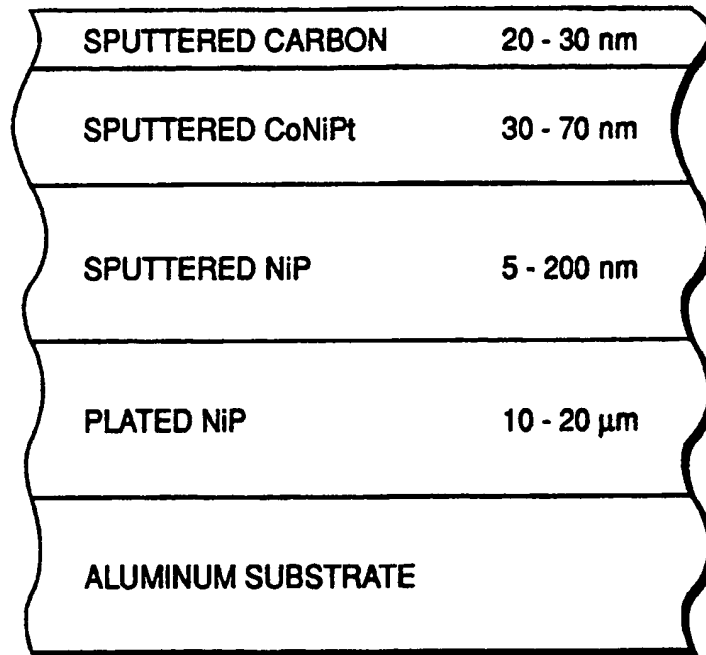 SPUTTERED CARBON 20 - 30 nm
SPUTTERED CoNiPt 30 - 70 nm
SPUTTERED NiP 5 - 200 nm
PLATED NiP 10 - 20 μm
ALUMINUM SUBSTRATE